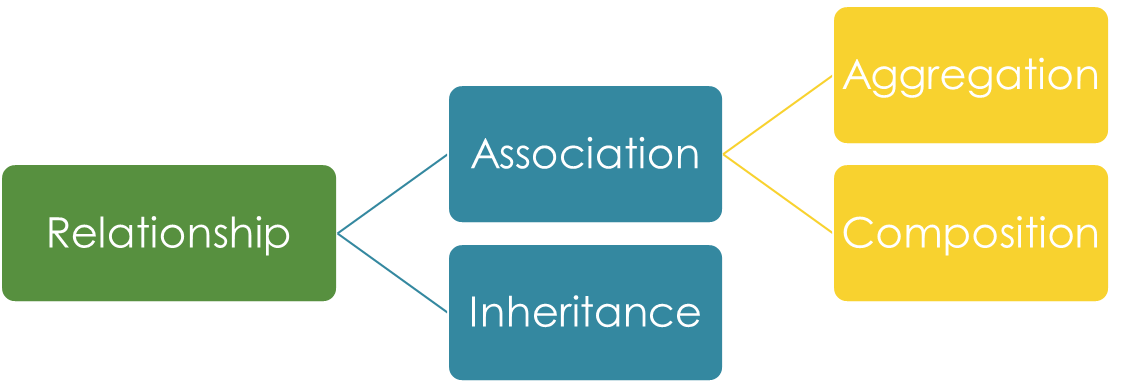 Relationship
Association
Inheritance
Aggregation
Composition